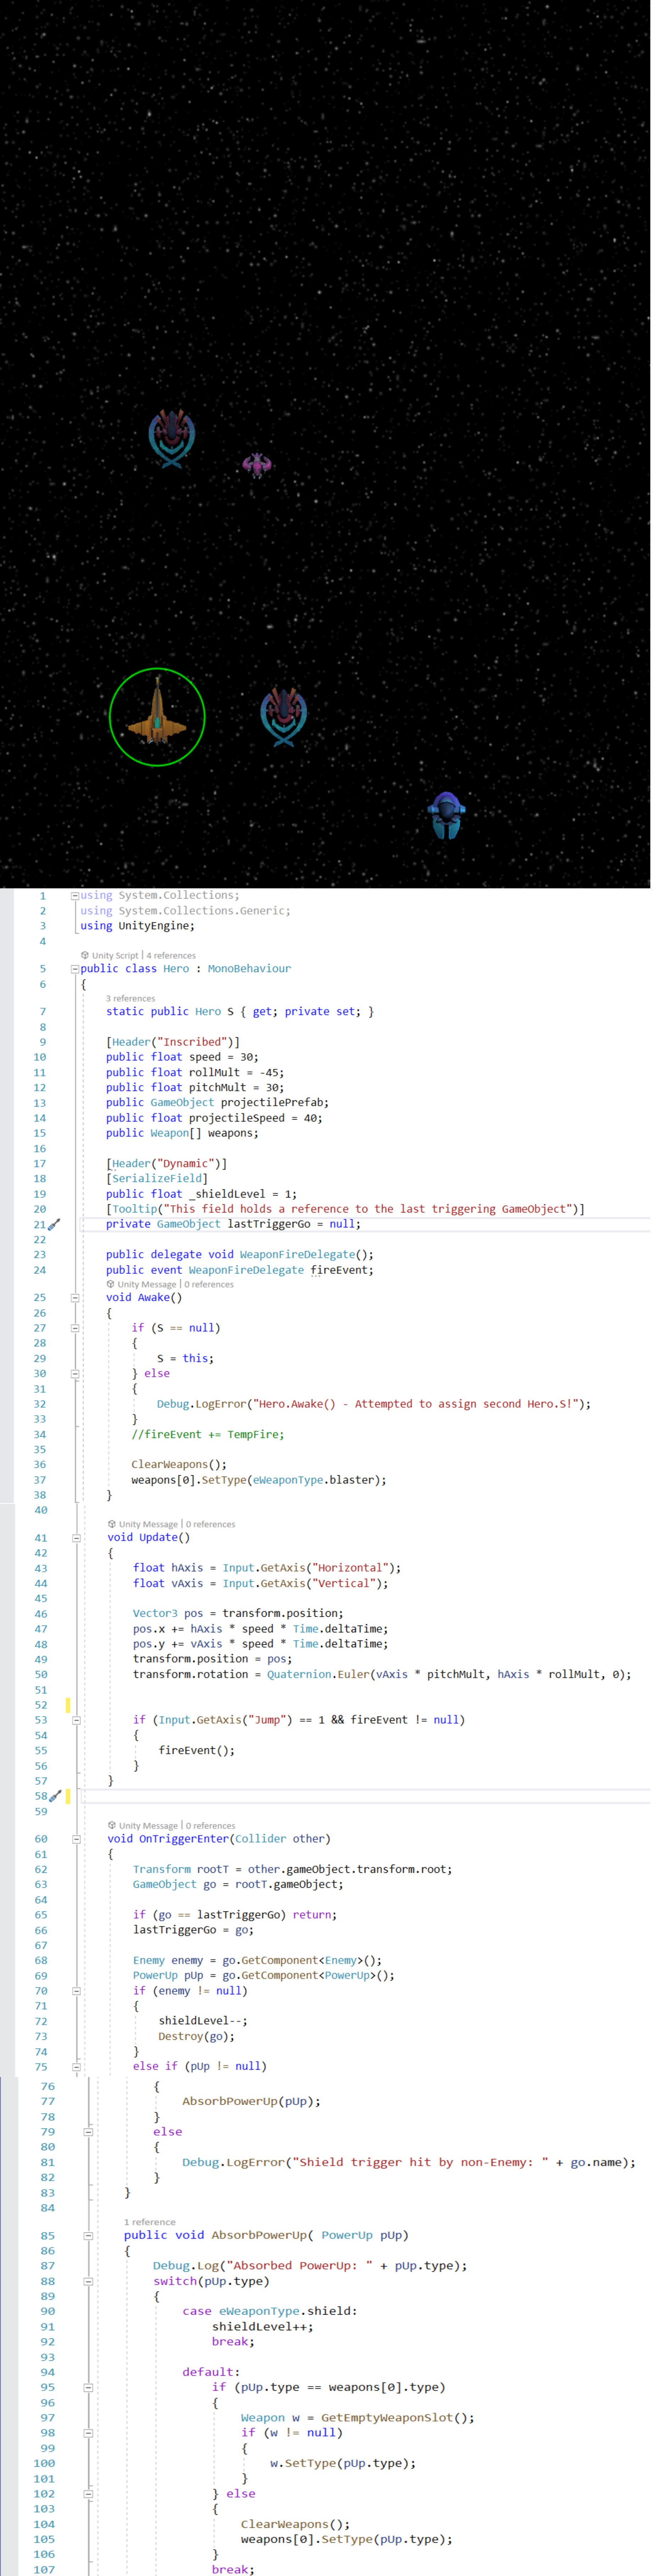 1 using System.Collections;
2 using System.Collections.Generic;
3 using UnityEngine;
4
Unity Script | 4 references
5 public class Hero : MonoBehaviour
6 {
3 references
7 static public Hero S { get; private set; }
8
9 [Header("Inscribed")]
10 public float speed = 30;
11 public float rollMult = -45;
12 public float pitchMult = 30;
13 public GameObject projectilePrefab;
14 public float projectileSpeed = 40;
15 public Weapon[] weapons;
16
17 [Header("Dynamic")]
18 [SerializeField]
19 public float _shieldLevel = 1;
20 [Tooltip("This field holds a reference to the last triggering GameObject")]
21 private GameObject lastTriggerGo = null;
22
23 public delegate void WeaponFireDelegate();
24 public event WeaponFireDelegate fireEvent;
Unity Message | 0 references
25 void Awake()
26 {
27 if (S == null)
28 {
29 S = this;
30 } else
31 {
32 Debug.LogError("Hero.Awake() - Attempted to assign second Hero.S!");
33 }
34 //fireEvent += TempFire;
35
36 ClearWeapons();
37 weapons[0].SetType(eWeaponType.blaster);
38 }
40
Unity Message | 0 references
41 void Update()
42 {
43 float hAxis = Input.GetAxis("Horizontal");
44 float vAxis = Input.GetAxis("Vertical");
45
46 Vector3 pos = transform.position;
47 pos.x += hAxis * speed * Time.deltaTime;
48 pos.y += vAxis * speed * Time.deltaTime;
49 transform.position = pos;
50 transform.rotation = Quaternion.Euler(vAxis * pitchMult, hAxis * rollMult, 0);
51
52
53 if (Input.GetAxis("Jump") == 1 && fireEvent != null)
54 {
55 fireEvent();
56 }
57 }
58
59
Unity Message | 0 references
60 void OnTriggerEnter(Collider other)
61 {
62 Transform rootT = other.gameObject.transform.root;
63 GameObject go = rootT.gameObject;
64
65 if (go == lastTriggerGo) return;
66 lastTriggerGo = go;
67
68 Enemy enemy = go.GetComponent<Enemy>();
69 PowerUp pUp = go.GetComponent<PowerUp>();
70 if (enemy != null)
71 {
72 shieldLevel--;
73 Destroy(go);
74 }
75 else if (pUp != null)
76 {
77 AbsorbPowerUp(pUp);
78 }
79 else
80 {
81 Debug.LogError("Shield trigger hit by non-Enemy: " + go.name);
82 }
83 }
84
1 reference
85 public void AbsorbPowerUp( PowerUp pUp)
86 {
87 Debug.Log("Absorbed PowerUp: " + pUp.type);
88 switch(pUp.type)
89 {
90 case eWeaponType.shield:
91 shieldLevel++;
92 break;
93
94 default:
95 if (pUp.type == weapons[0].type)
96 {
97 Weapon w = GetEmptyWeaponSlot();
98 if (w != null)
99 {
100 w.SetType(pUp.type);
101 }
102 } else
103 {
104 ClearWeapons();
105 weapons[0].SetType(pUp.type);
106 }
107 break;